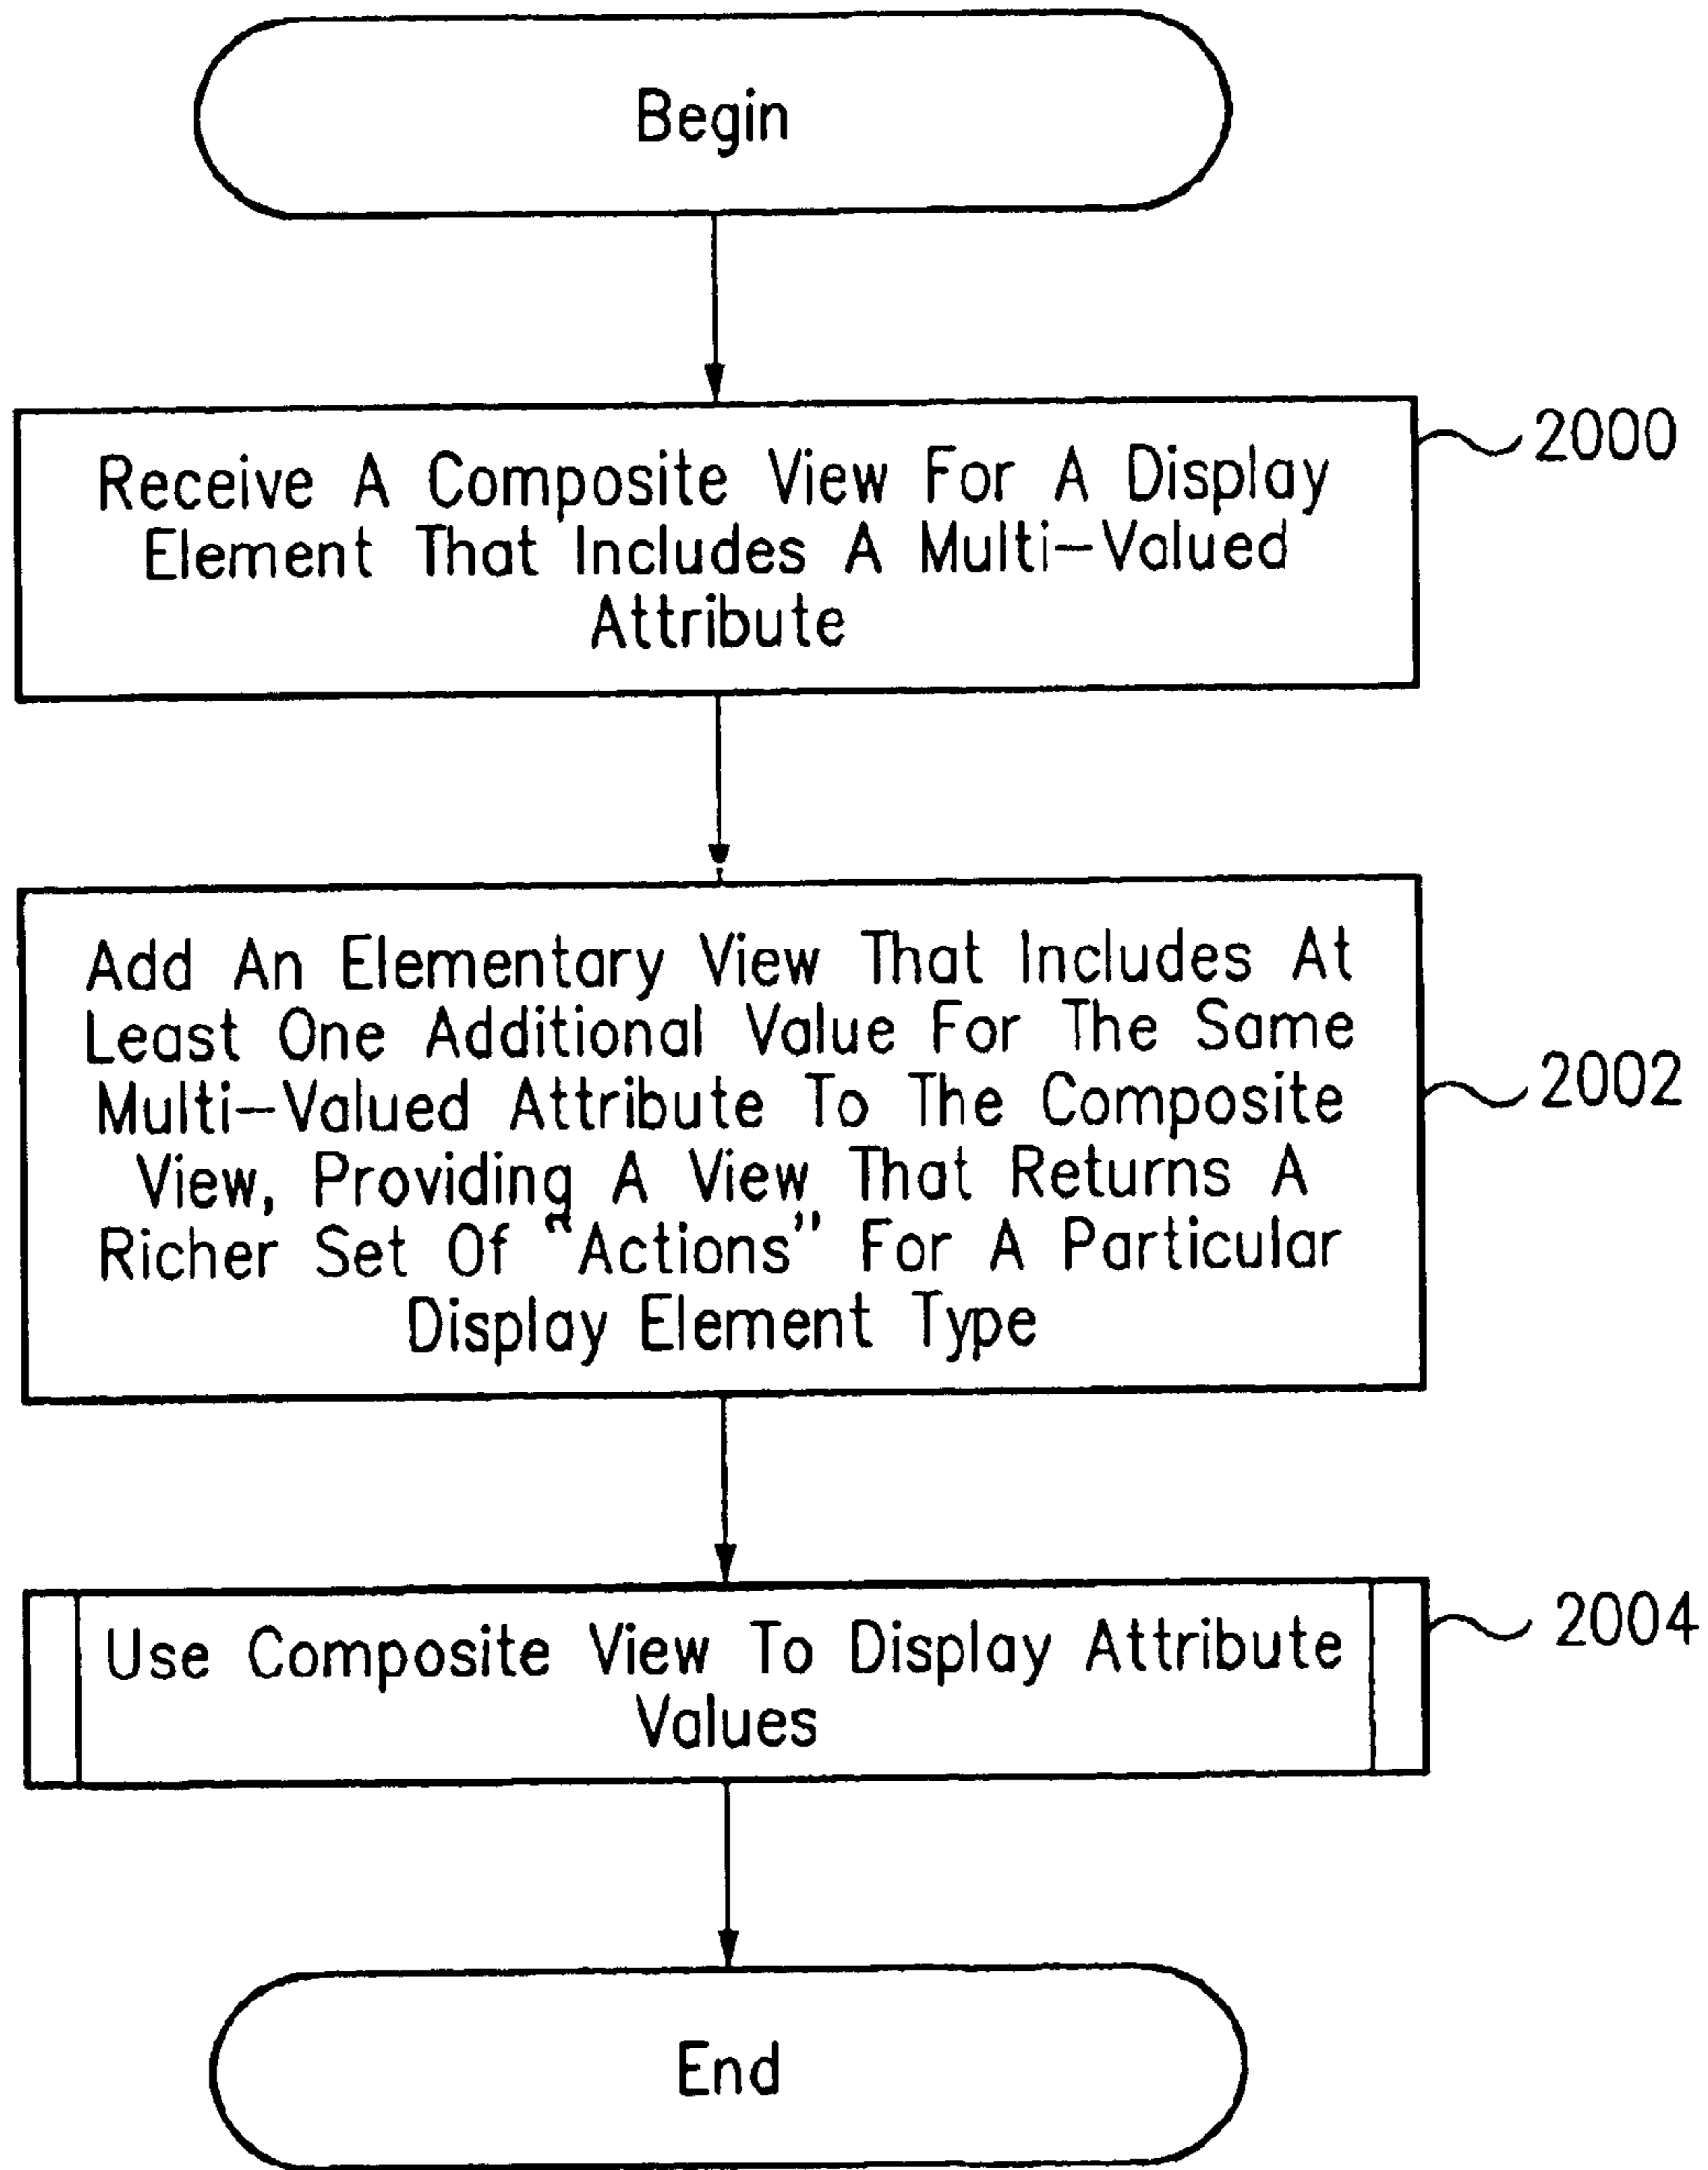 Begin
Receive A Composite View For A Display
Element That Includes A Multi-Valued
Attribute
2000
Add An Elementary View That Includes At
Least One Additional Value For The Same
Multi-Valued Attribute To The Composite
View, Providing A View That Returns A
Richer Set Of "Actions" For A Particular
Display Element Type
2002
Use Composite View To Display Attribute
Values
2004
End